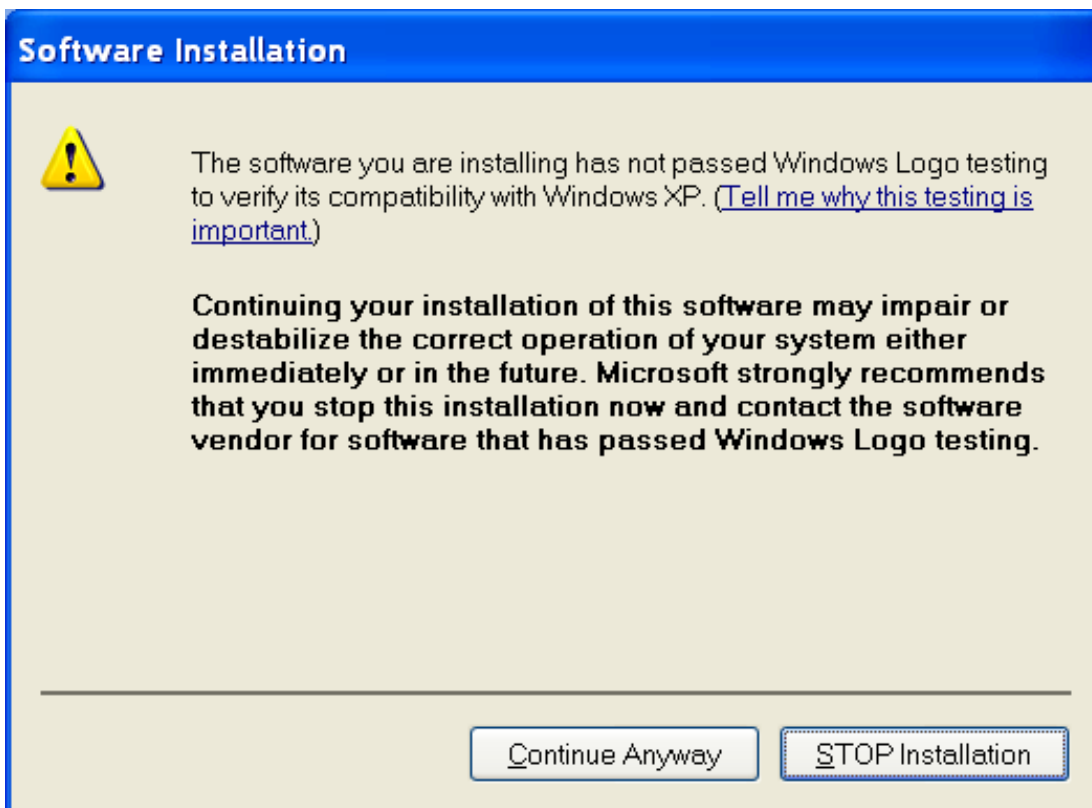 Software Installation
The software you are installing has not passed Windows Logo testing
to verify its compatibility with Windows XP. (Tell me why this testing is
important.)
Continuing your installation of this software may impair or
destabilize the correct operation of your system either
immediately or in the future. Microsoft strongly recommends
that you stop this installation now and contact the software
vendor for software that has passed Windows Logo testing.
Continue Anyway
STOP Installation